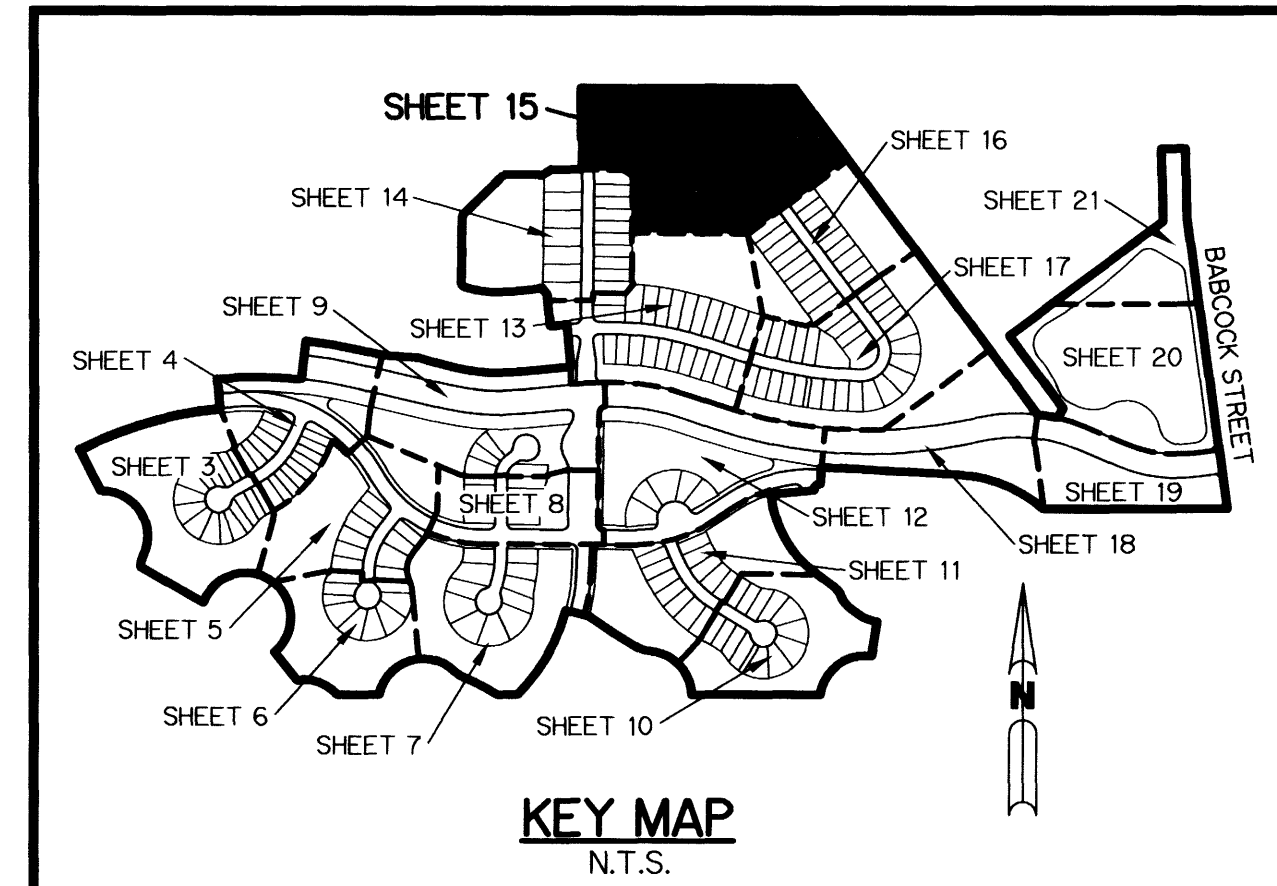 SHEET 15
SHEET 16
SHEET 14
SHEET 21
BABCOCK STREET
SHEET 17
SHEET 9
SHEET 13
SHEET 4
SHEET 20
SHEET 3
SHEET 8
SHEET 19
SHEET 12
SHEET 18
SHEET 11
SHEET 5
SHEET 6
SHEET 10
SHEET 7
N
KEY MAP
N.T.S.